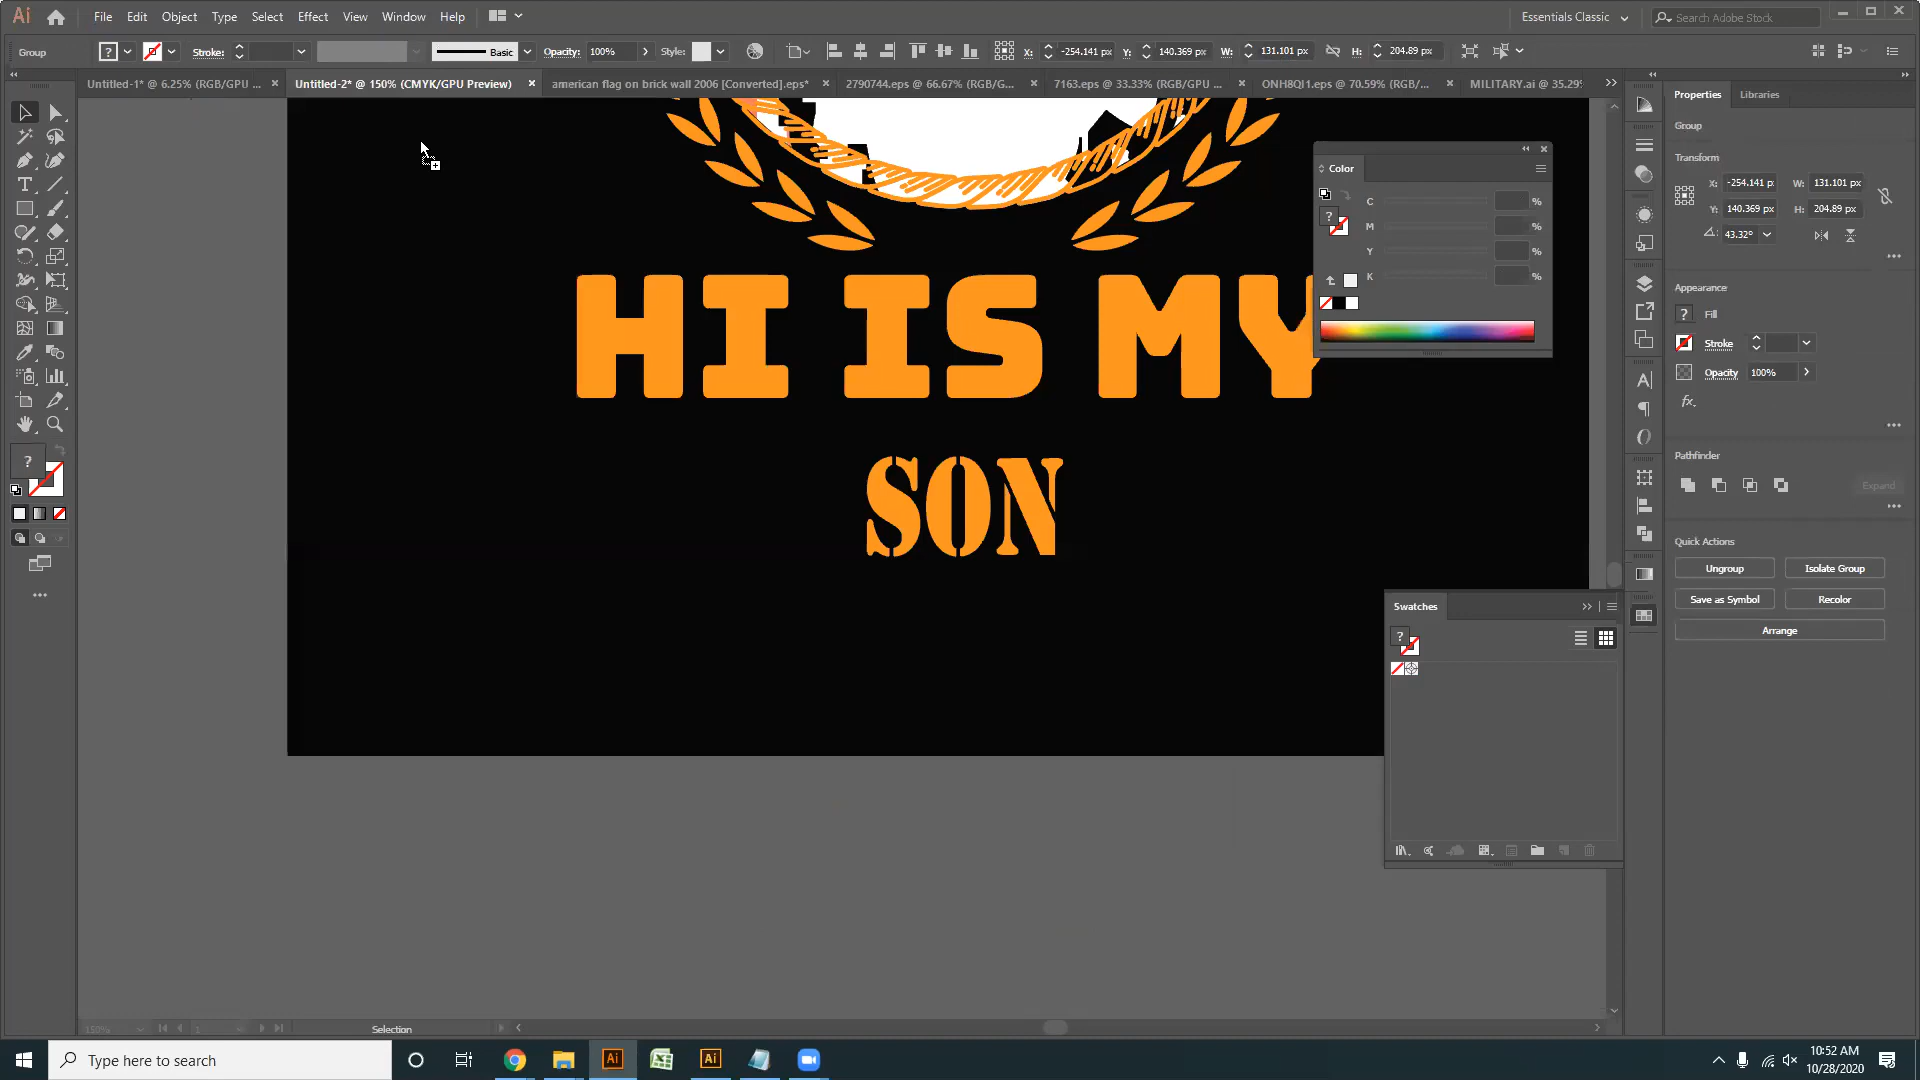 Ai File Edit Object Type Select Effect View Window Help Essentials Classic Search Adobe Stock
Group ? Stroke: Basic Opacity: 100% Style: X: -254.141 px Y: 140.369 px W: 131.101 px H: 204.89 px
Untitled-1* @ 6.25% (RGB/GPU ... × Untitled-2* @ 150% (CMYK/GPU Preview) × american flag on brick wall 2006 [Converted].eps* × 2790744.eps @ 66.67% (RGB/G... × 7163.eps @ 33.33% (RGB/GPU ... × ONH8QI1.eps @ 70.59% (RGB/... × MILITARY.ai @ 35.29%
Properties Libraries
Group
Transform
X: -254.141 px W: 131.101 px
Y: 140.369 px H: 204.89 px
43.32°
Appearance
? Fill
Stroke
Opacity 100%
fx
Pathfinder
Expand
Quick Actions
Ungroup Isolate Group
Save as Symbol Recolor
Arrange
Color
C %
? M %
Y %
K %
HI IS MY
SON
Swatches
?
?
150% 1 Selection
Type here to search
10:52 AM
10/28/2020